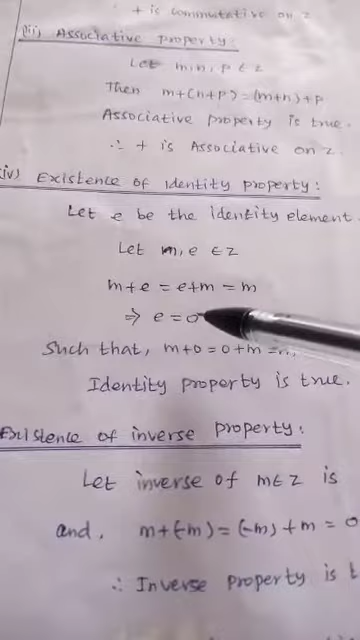 ∴ + is commutative on z
(iii) Associative property:
Let m, n, p ∈ z
Then m+(n+p)=(m+n)+p
Associative property is true.
∴ + is Associative on z.
iv) Existence of Identity property:
Let e be the identity element.
Let m, e ∈ z
m+e = e+m = m
⇒ e = 0
Such that, m+0 = 0+m =
Identity property is true.
Existence of inverse property:
Let inverse of m ∈ z is
and, m+(-m) = (-m)+m = 0
∴ Inverse property is t